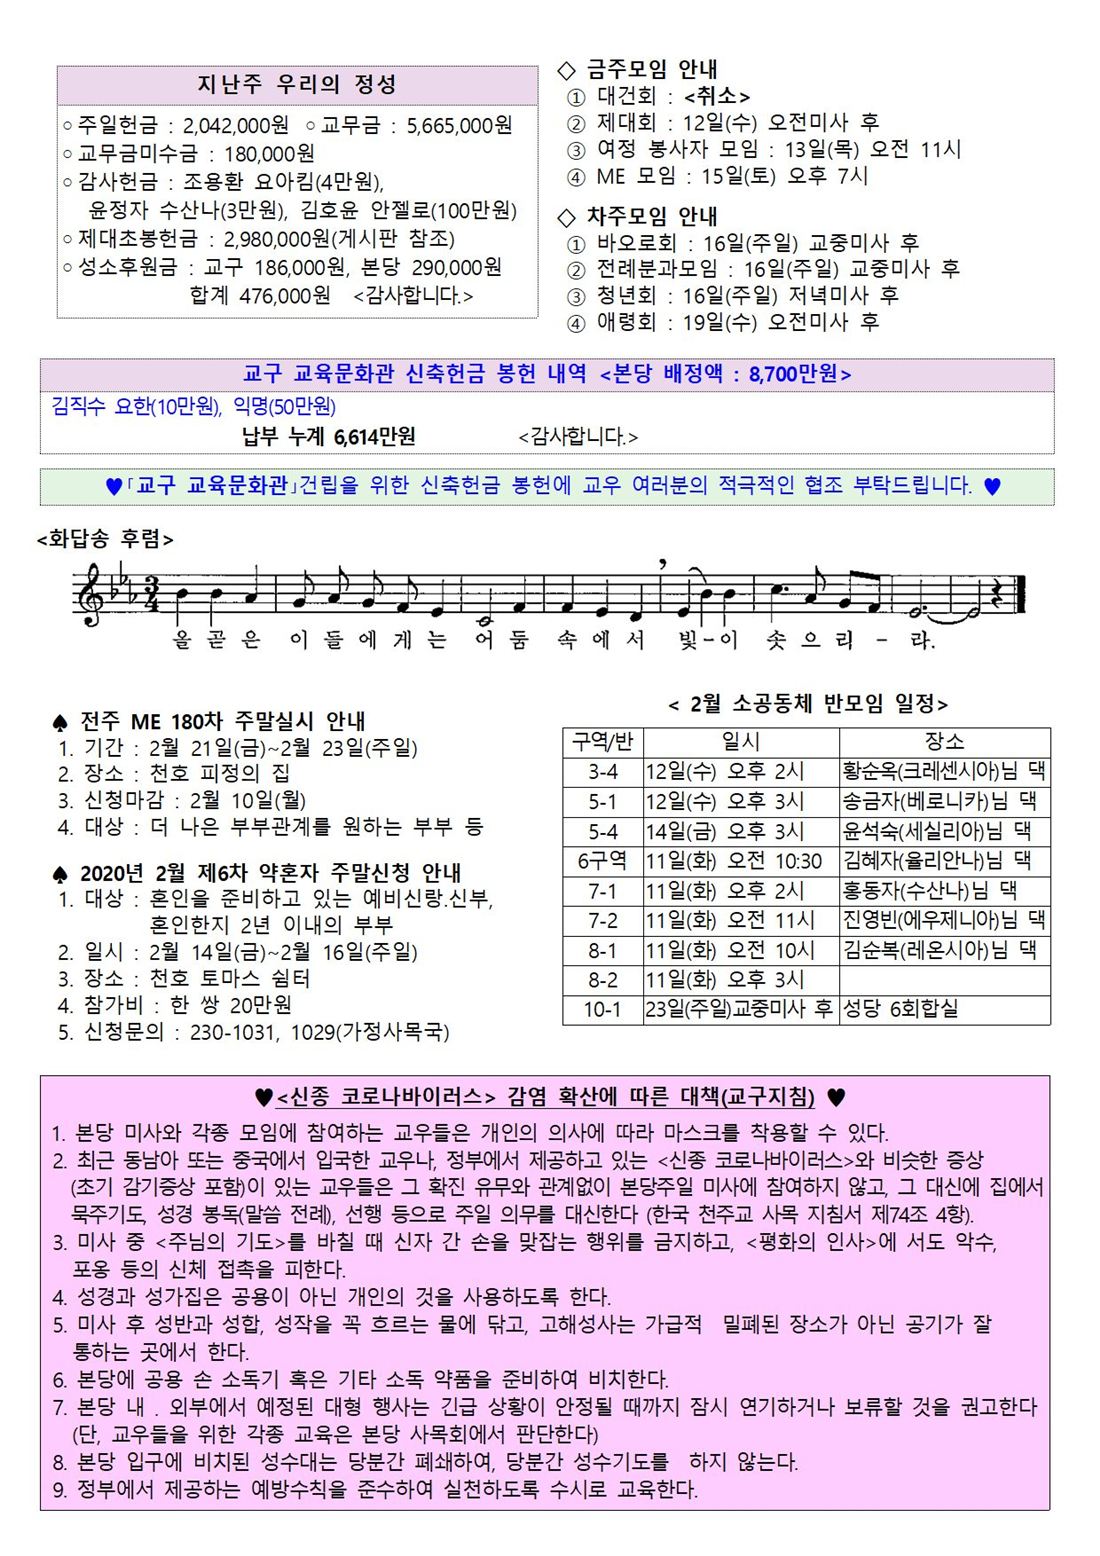 지난주 우리의 정성
○주일헌금 : 2,042,000원 ○교무금 : 5,665,000원
○교무금미수금 : 180,000원
○감사헌금 : 조용환 요아킴(4만원),
윤정자 수산나(3만원), 김호윤 안젤로(100만원)
○제대초봉헌금 : 2,980,000원(게시판 참조)
○성소후원금 : 교구 186,000원, 본당 290,000원
합계 476,000원 <감사합니다.>
◇ 금주모임 안내
① 대건회 : <취소>
② 제대회 : 12일(수) 오전미사 후
③ 여정 봉사자 모임 : 13일(목) 오전 11시
④ ME 모임 : 15일(토) 오후 7시
◇ 차주모임 안내
① 바오로회 : 16일(주일) 교중미사 후
② 전례분과모임 : 16일(주일) 교중미사 후
③ 청년회 : 16일(주일) 저녁미사 후
④ 애령회 : 19일(수) 오전미사 후
교구 교육문화관 신축헌금 봉헌 내역 <본당 배정액 : 8,700만원>
김직수 요한(10만원), 익명(50만원)
납부 누계 6,614만원 <감사합니다.>
♥「교구 교육문화관」건립을 위한 신축헌금 봉헌에 교우 여러분의 적극적인 협조 부탁드립니다. ♥
<화답송 후렴>
3
4
올 곧 은 이 들 에 게 는 어 둠 속 에 서 빛-이 솟 으 리 - 라.
♠ 전주 ME 180차 주말실시 안내
1. 기간 : 2월 21일(금)~2월 23일(주일)
2. 장소 : 천호 피정의 집
3. 신청마감 : 2월 10일(월)
4. 대상 : 더 나은 부부관계를 원하는 부부 등
♠ 2020년 2월 제6차 약혼자 주말신청 안내
1. 대상 : 혼인을 준비하고 있는 예비신랑.신부,
혼인한지 2년 이내의 부부
2. 일시 : 2월 14일(금)~2월 16일(주일)
3. 장소 : 천호 토마스 쉼터
4. 참가비 : 한 쌍 20만원
5. 신청문의 : 230-1031, 1029(가정사목국)
< 2월 소공동체 반모임 일정>
구역/반 일시 장소
3-4 12일(수) 오후 2시 황순옥(크레센시아)님 댁
5-1 12일(수) 오후 3시 송금자(베로니카)님 댁
5-4 14일(금) 오후 3시 윤석숙(세실리아)님 댁
6구역 11일(화) 오전 10:30 김혜자(율리안나)님 댁
7-1 11일(화) 오후 2시 홍동자(수산나)님 댁
7-2 11일(화) 오전 11시 진영빈(에우제니아)님 댁
8-1 11일(화) 오전 10시 김순복(레온시아)님 댁
8-2 11일(화) 오후 3시
10-1 23일(주일)교중미사 후 성당 6회합실
♥<신종 코로나바이러스> 감염 확산에 따른 대책(교구지침) ♥
1. 본당 미사와 각종 모임에 참여하는 교우들은 개인의 의사에 따라 마스크를 착용할 수 있다.
2. 최근 동남아 또는 중국에서 입국한 교우나, 정부에서 제공하고 있는 <신종 코로나바이러스>와 비슷한 증상
(초기 감기증상 포함)이 있는 교우들은 그 확진 유무와 관계없이 본당주일 미사에 참여하지 않고, 그 대신에 집에서
묵주기도, 성경 봉독(말씀 전례), 선행 등으로 주일 의무를 대신한다 (한국 천주교 사목 지침서 제74조 4항).
3. 미사 중 <주님의 기도>를 바칠 때 신자 간 손을 맞잡는 행위를 금지하고, <평화의 인사>에 서도 악수,
포옹 등의 신체 접촉을 피한다.
4. 성경과 성가집은 공용이 아닌 개인의 것을 사용하도록 한다.
5. 미사 후 성반과 성합, 성작을 꼭 흐르는 물에 닦고, 고해성사는 가급적 밀폐된 장소가 아닌 공기가 잘
통하는 곳에서 한다.
6. 본당에 공용 손 소독기 혹은 기타 소독 약품을 준비하여 비치한다.
7. 본당 내 . 외부에서 예정된 대형 행사는 긴급 상황이 안정될 때까지 잠시 연기하거나 보류할 것을 권고한다
(단, 교우들을 위한 각종 교육은 본당 사목회에서 판단한다)
8. 본당 입구에 비치된 성수대는 당분간 폐쇄하여, 당분간 성수기도를 하지 않는다.
9. 정부에서 제공하는 예방수칙을 준수하여 실천하도록 수시로 교육한다.